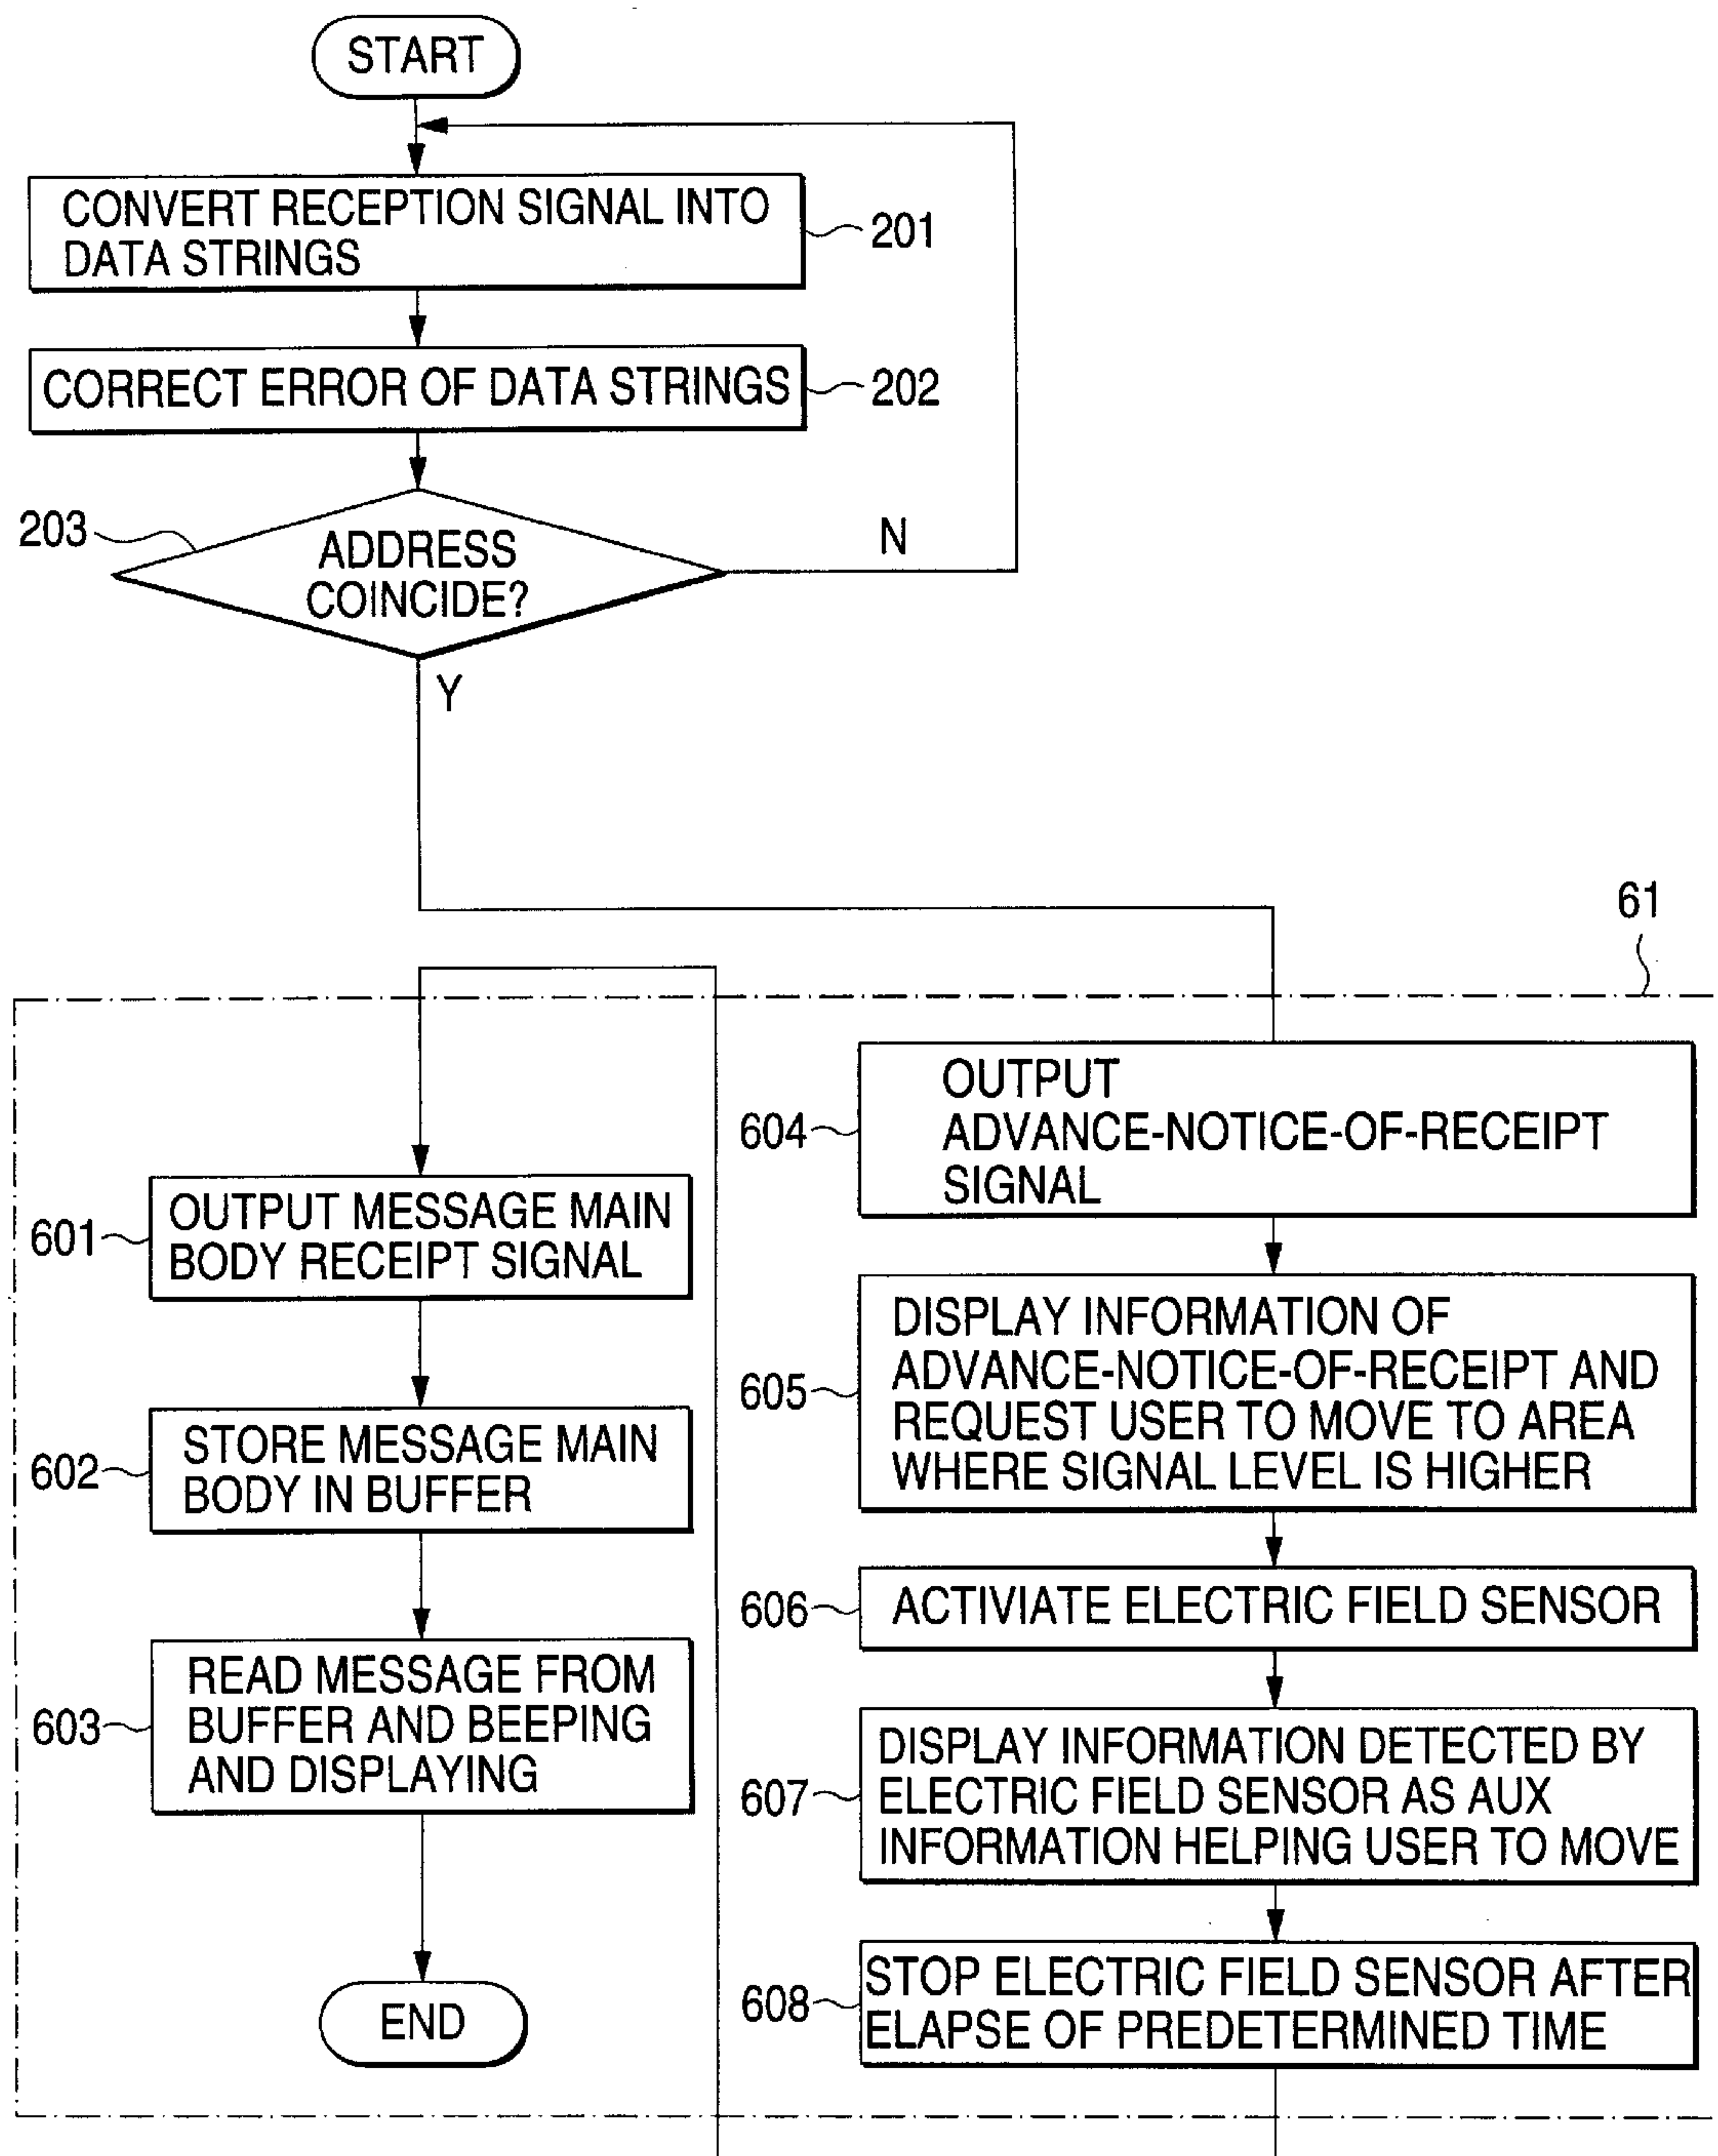 START
CONVERT RECEPTION SIGNAL INTO
DATA STRINGS
201
CORRECT ERROR OF DATA STRINGS
202
203
ADDRESS
COINCIDE?
N
Y
61
601
OUTPUT MESSAGE MAIN
BODY RECEIPT SIGNAL
602
STORE MESSAGE MAIN
BODY IN BUFFER
603
READ MESSAGE FROM
BUFFER AND BEEPING
AND DISPLAYING
END
604
OUTPUT
ADVANCE-NOTICE-OF-RECEIPT
SIGNAL
605
DISPLAY INFORMATION OF
ADVANCE-NOTICE-OF-RECEIPT AND
REQUEST USER TO MOVE TO AREA
WHERE SIGNAL LEVEL IS HIGHER
606
ACTIVIATE ELECTRIC FIELD SENSOR
607
DISPLAY INFORMATION DETECTED BY
ELECTRIC FIELD SENSOR AS AUX
INFORMATION HELPING USER TO MOVE
608
STOP ELECTRIC FIELD SENSOR AFTER
ELAPSE OF PREDETERMINED TIME